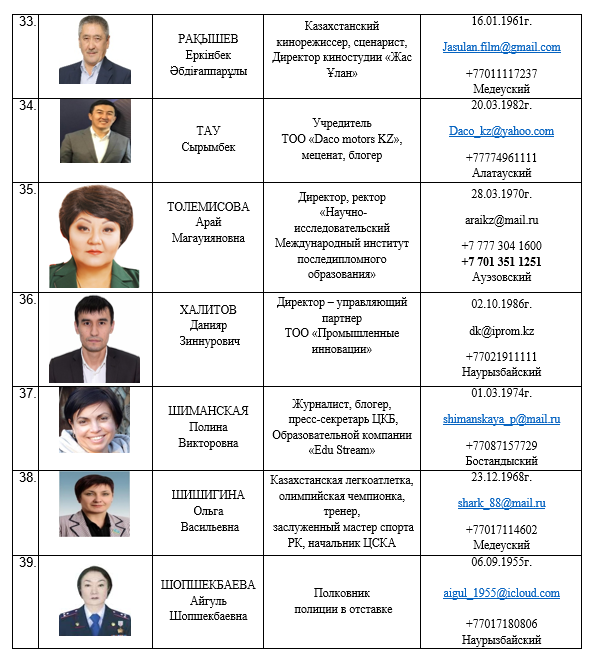 33.
РАҚЫШЕВ
Еркінбек
Әбдіғаппарұлы
Казахстанский
кинорежиссер, сценарист,
Директор киностудии «Жас
Ұлан»
16.01.1961г.
Jasulan.film@gmail.com
+77011117237
Медеуский
34.
ТАУ
Сырымбек
Учредитель
ТОО «Daco motors KZ»,
меценат, блогер
20.03.1982г.
Daco_kz@yahoo.com
+77774961111
Алатауский
35.
ТОЛЕМИСОВА
Арай
Магауияновна
Директор, ректор
«Научно-
исследовательский
Международный институт
последипломного
образования»
28.03.1970г.
araikz@mail.ru
+7 777 304 1600
+7 701 351 1251
Ауэзовский
36.
ХАЛИТОВ
Данияр
Зиннурович
Директор – управляющий
партнер
ТОО «Промышленные
инновации»
02.10.1986г.
dk@iprom.kz
+77021911111
Наурызбайский
37.
ШИМАНСКАЯ
Полина
Викторовна
Журналист, блогер,
пресс-секретарь ЦКБ,
Образовательной компании
«Edu Stream»
01.03.1974г.
shimanskaya_p@mail.ru
+77087157729
Бостандыский
38.
ШИШИГИНА
Ольга
Васильевна
Казахстанская легкоатлетка,
олимпийская чемпионка,
тренер,
заслуженный мастер спорта
РК, начальник ЦСКА
23.12.1968г.
shark_88@mail.ru
+77017114602
Медеуский
39.
ШОПШЕКБАЕВА
Айгуль
Шопшекбаевна
Полковник
полиции в отставке
06.09.1955г.
aigul_1955@icloud.com
+77017180806
Наурызбайский